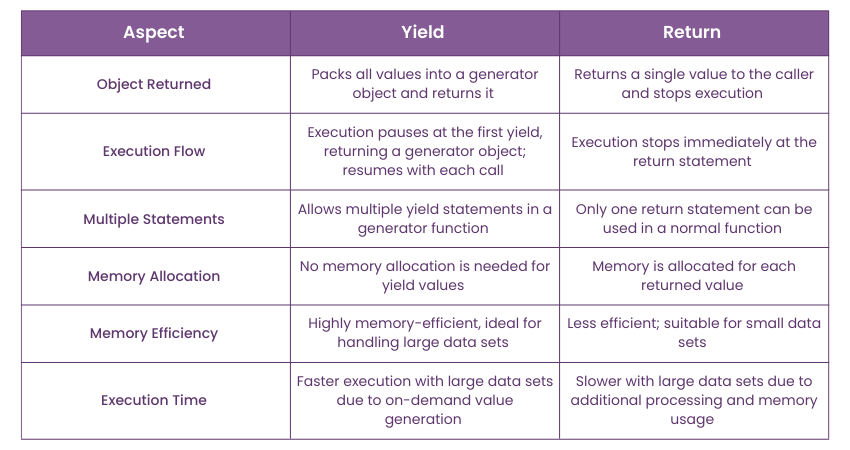 Aspect Yield Return
Object Returned
Packs all values into a generator
object and returns it
Returns a single value to the caller
and stops execution
Execution Flow
Execution pauses at the first yield,
returning a generator object;
resumes with each call
Execution stops immediately at the
return statement
Multiple Statements
Allows multiple yield statements in a
generator function
Only one return statement can be
used in a normal function
Memory Allocation
No memory allocation is needed for
yield values
Memory is allocated for each
returned value
Memory Efficiency
Highly memory-efficient, ideal for
handling large data sets
Less efficient; suitable for small data
sets
Execution Time
Faster execution with large data sets
due to on-demand value
generation
Slower with large data sets due to
additional processing and memory
usage